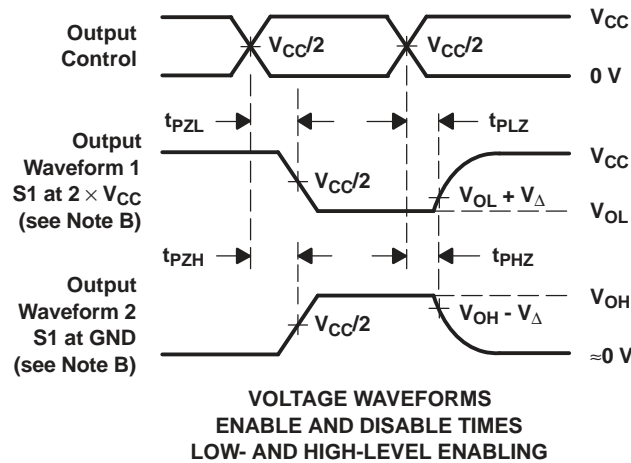 Output
Control
V_CC/2
V_CC/2
V_CC
0 V
t_PZL
t_PLZ
Output
Waveform 1
S1 at 2 × V_CC
(see Note B)
V_CC/2
V_OL + V_Δ
V_CC
V_OL
t_PZH
t_PHZ
Output
Waveform 2
S1 at GND
(see Note B)
V_CC/2
V_OH - V_Δ
V_OH
≈0 V
VOLTAGE WAVEFORMS
ENABLE AND DISABLE TIMES
LOW- AND HIGH-LEVEL ENABLING